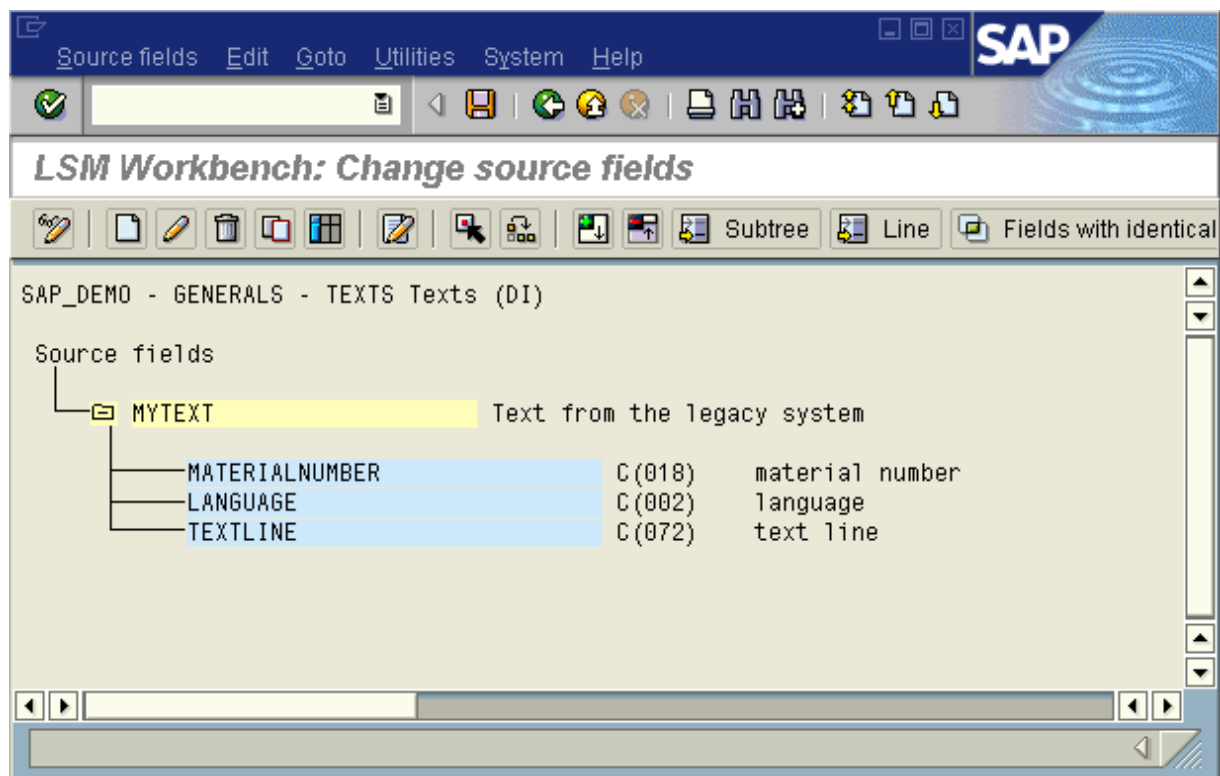 Source fields Edit Goto Utilities System Help
SAP
LSM Workbench: Change source fields
Subtree Line Fields with identical
SAP_DEMO - GENERALS - TEXTS Texts (DI)
Source fields
MYTEXT Text from the legacy system
MATERIALNUMBER C(018) material number
LANGUAGE C(002) language
TEXTLINE C(072) text line